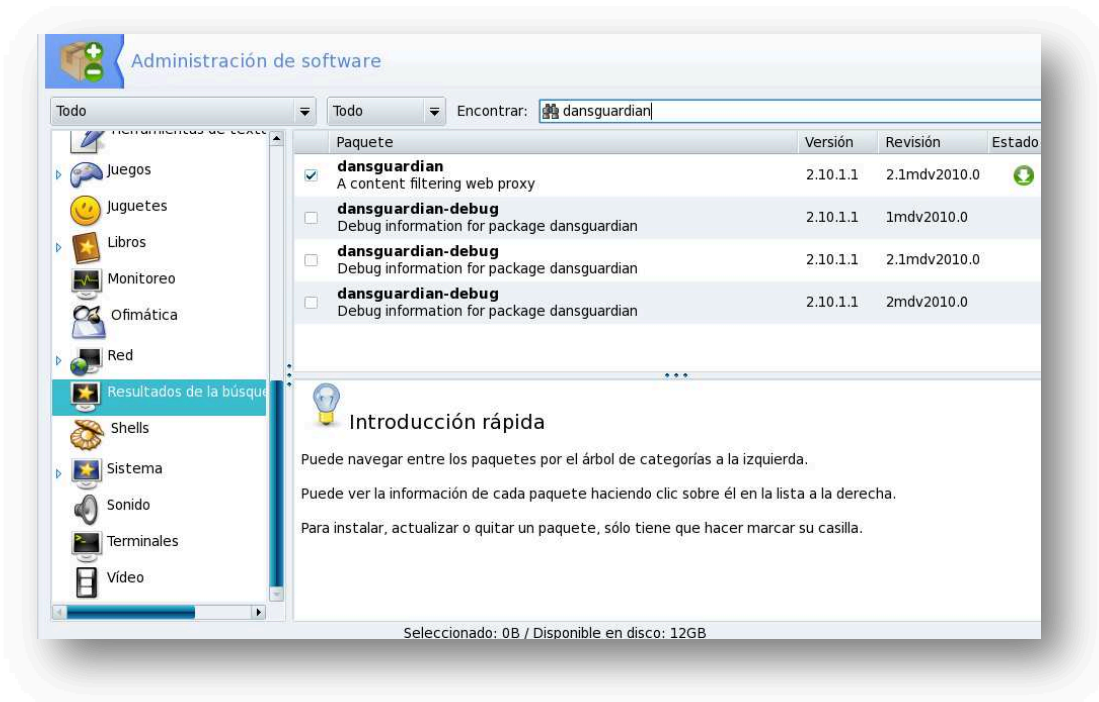 Administración de software
Todo Todo Encontrar: dansguardian
Herramientas de texto
Juegos
Juguetes
Libros
Monitoreo
Ofimática
Red
Resultados de la búsque
Shells
Sistema
Sonido
Terminales
Vídeo
Paquete Versión Revisión Estado
dansguardian
A content filtering web proxy 2.10.1.1 2.1mdv2010.0
dansguardian-debug
Debug information for package dansguardian 2.10.1.1 1mdv2010.0
dansguardian-debug
Debug information for package dansguardian 2.10.1.1 2.1mdv2010.0
dansguardian-debug
Debug information for package dansguardian 2.10.1.1 2mdv2010.0
Introducción rápida
Puede navegar entre los paquetes por el árbol de categorías a la izquierda.
Puede ver la información de cada paquete haciendo clic sobre él en la lista a la derecha.
Para instalar, actualizar o quitar un paquete, sólo tiene que hacer marcar su casilla.
Seleccionado: 0B / Disponible en disco: 12GB